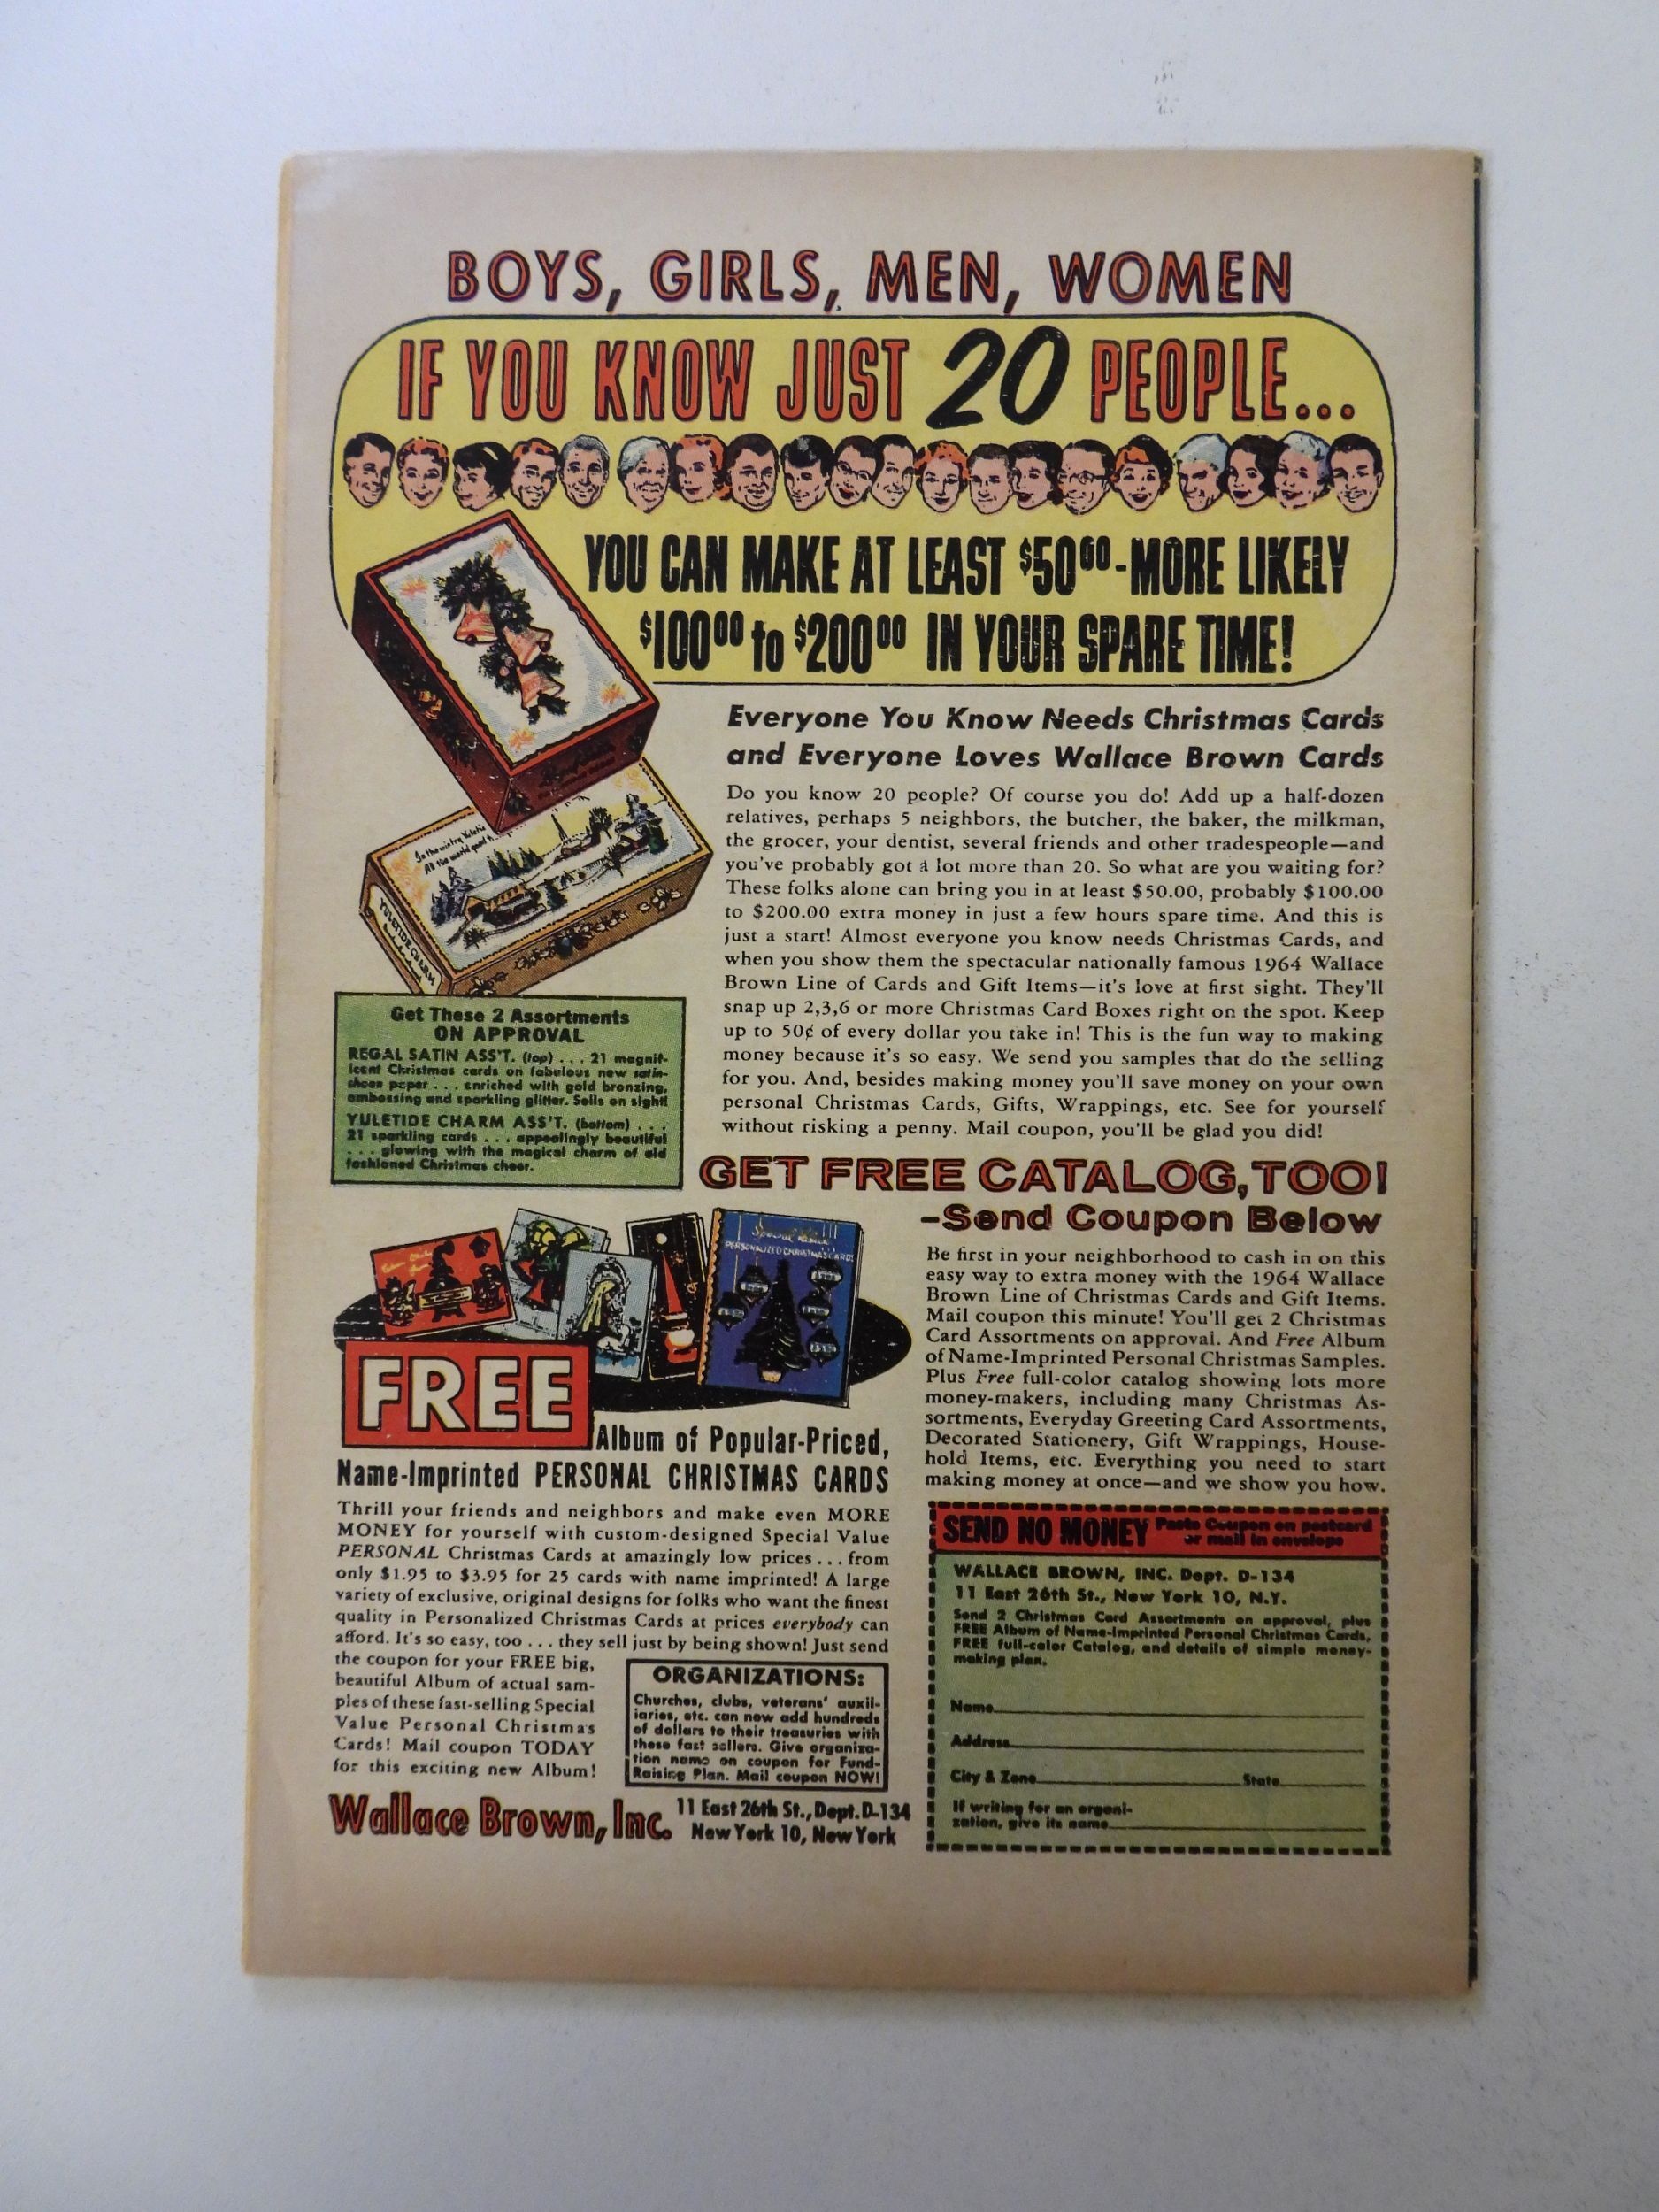 BOYS, GIRLS, MEN, WOMEN
IF YOU KNOW JUST 20 PEOPLE...
YOU CAN MAKE AT LEAST $50⁰⁰-MORE LIKELY
$100⁰⁰ to $200⁰⁰ IN YOUR SPARE TIME!
In the wintry Yuletide
All the world
YULETIDE CHARM
Everyone You Know Needs Christmas Cards
and Everyone Loves Wallace Brown Cards
Do you know 20 people? Of course you do! Add up a half-dozen
relatives, perhaps 5 neighbors, the butcher, the baker, the milkman,
the grocer, your dentist, several friends and other tradespeople—and
you've probably got a lot more than 20. So what are you waiting for?
These folks alone can bring you in at least $50.00, probably $100.00
to $200.00 extra money in just a few hours spare time. And this is
just a start! Almost everyone you know needs Christmas Cards, and
when you show them the spectacular nationally famous 1964 Wallace
Brown Line of Cards and Gift Items—it's love at first sight. They'll
snap up 2,3,6 or more Christmas Card Boxes right on the spot. Keep
up to 50¢ of every dollar you take in! This is the fun way to making
money because it's so easy. We send you samples that do the selling
for you. And, besides making money you'll save money on your own
personal Christmas Cards, Gifts, Wrappings, etc. See for yourself
without risking a penny. Mail coupon, you'll be glad you did!
Get These 2 Assortments
ON APPROVAL
REGAL SATIN ASS'T. (top) . . . 21 magnif-
icent Christmas cards on fabulous new satin-
sheen paper . . . enriched with gold bronzing,
embossing and sparkling glitter. Sells on sight!
YULETIDE CHARM ASS'T. (bottom) . . .
21 sparkling cards . . . appealingly beautiful
. . . glowing with the magical charm of old
fashioned Christmas cheer.
GET FREE CATALOG, TOO!
-Send Coupon Below
Be first in your neighborhood to cash in on this
easy way to extra money with the 1964 Wallace
Brown Line of Christmas Cards and Gift Items.
Mail coupon this minute! You'll get 2 Christmas
Card Assortments on approval. And Free Album
of Name-Imprinted Personal Christmas Samples.
Plus Free full-color catalog showing lots more
money-makers, including many Christmas As-
sortments, Everyday Greeting Card Assortments,
Decorated Stationery, Gift Wrappings, House-
hold Items, etc. Everything you need to start
making money at once—and we show you how.
Special Value
PERSONALIZED CHRISTMAS CARDS
FREE
Album of Popular-Priced,
Name-Imprinted PERSONAL CHRISTMAS CARDS
Thrill your friends and neighbors and make even MORE
MONEY for yourself with custom-designed Special Value
PERSONAL Christmas Cards at amazingly low prices . . . from
only $1.95 to $3.95 for 25 cards with name imprinted! A large
variety of exclusive, original designs for folks who want the finest
quality in Personalized Christmas Cards at prices everybody can
afford. It's so easy, too . . . they sell just by being shown! Just send
the coupon for your FREE big,
beautiful Album of actual sam-
ples of these fast-selling Special
Value Personal Christmas
Cards! Mail coupon TODAY
for this exciting new Album!
ORGANIZATIONS:
Churches, clubs, veterans' auxil-
iaries, etc. can now add hundreds
of dollars to their treasuries with
these fast sellers. Give organiza-
tion name on coupon for Fund-
Raising Plan. Mail coupon NOW!
Wallace Brown, Inc. 11 East 26th St., Dept. D-134
New York 10, New York
SEND NO MONEY Paste Coupon on postcard
or mail in envelope
WALLACE BROWN, INC. Dept. D-134
11 East 26th St., New York 10, N.Y.
Send 2 Christmas Card Assortments on approval, plus
FREE Album of Name-Imprinted Personal Christmas Cards,
FREE full-color Catalog, and details of simple money-
making plan.
Name
Address
City & Zone State
If writing for an organi-
zation, give its name